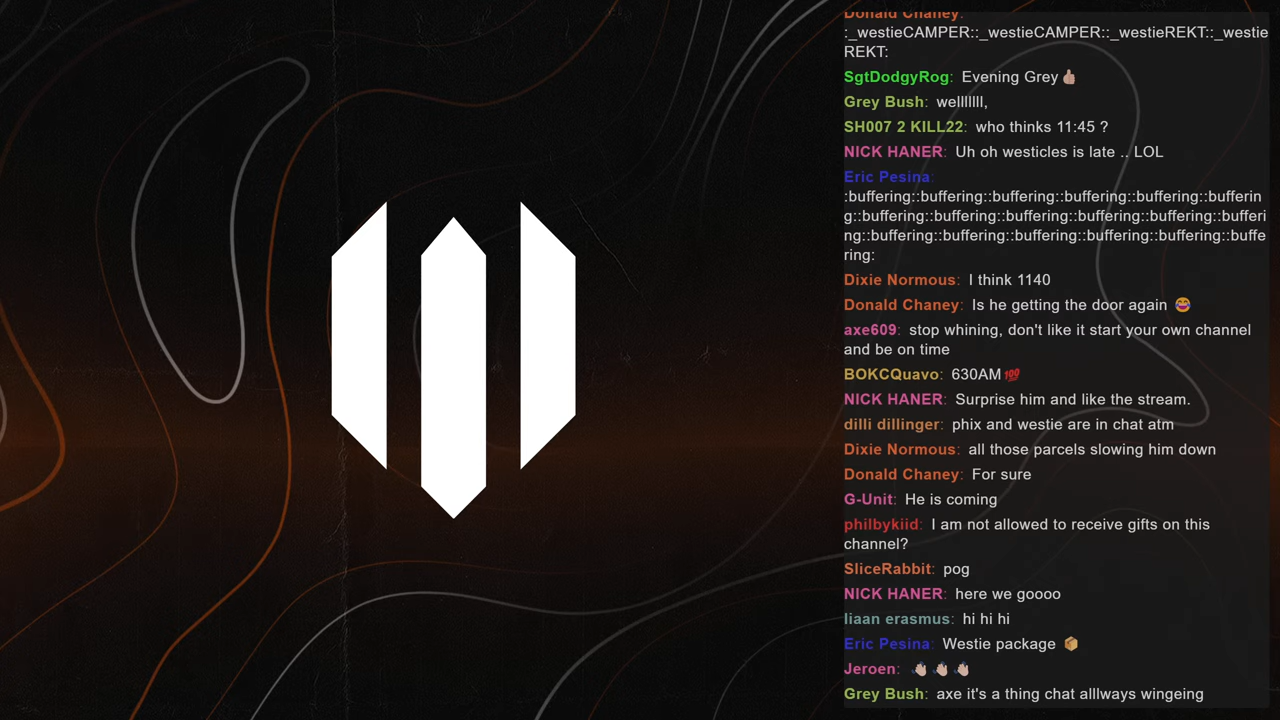 Donald Chaney:
:_westieCAMPER::_westieCAMPER::_westieREKT::_westie
REKT:
SgtDodgyRog: Evening Grey👍🏼
Grey Bush: welllllll,
SH007 2 KILL22: who thinks 11:45 ?
NICK HANER: Uh oh westicles is late .. LOL
Eric Pesina:
:buffering::buffering::buffering::buffering::buffering::bufferin
g::buffering::buffering::buffering::buffering::buffering::bufferi
ng::buffering::buffering::buffering::buffering::buffering::buffe
ring:
Dixie Normous: I think 1140
Donald Chaney: Is he getting the door again 😂
axe609: stop whining, don't like it start your own channel
and be on time
BOKCQuavo: 630AM💯
NICK HANER: Surprise him and like the stream.
dilli dillinger: phix and westie are in chat atm
Dixie Normous: all those parcels slowing him down
Donald Chaney: For sure
G-Unit: He is coming
philbykiid: I am not allowed to receive gifts on this
channel?
SliceRabbit: pog
NICK HANER: here we goooo
liaan erasmus: hi hi hi
Eric Pesina: Westie package 📦
Jeroen: 👋🏼 👋🏼 👋🏼
Grey Bush: axe it's a thing chat alllways wingeing